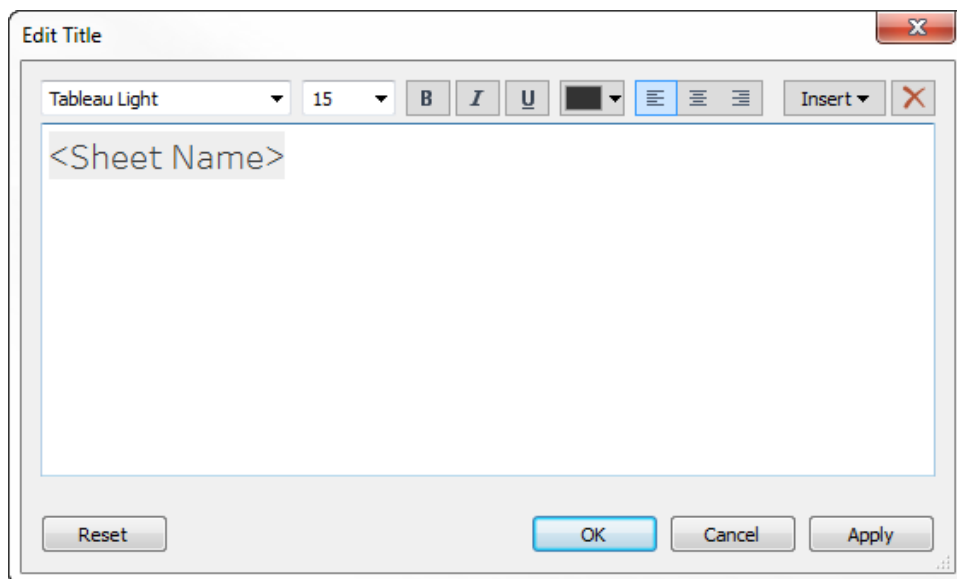 Edit Title
Tableau Light 15 B I U Insert
<Sheet Name>
Reset OK Cancel Apply